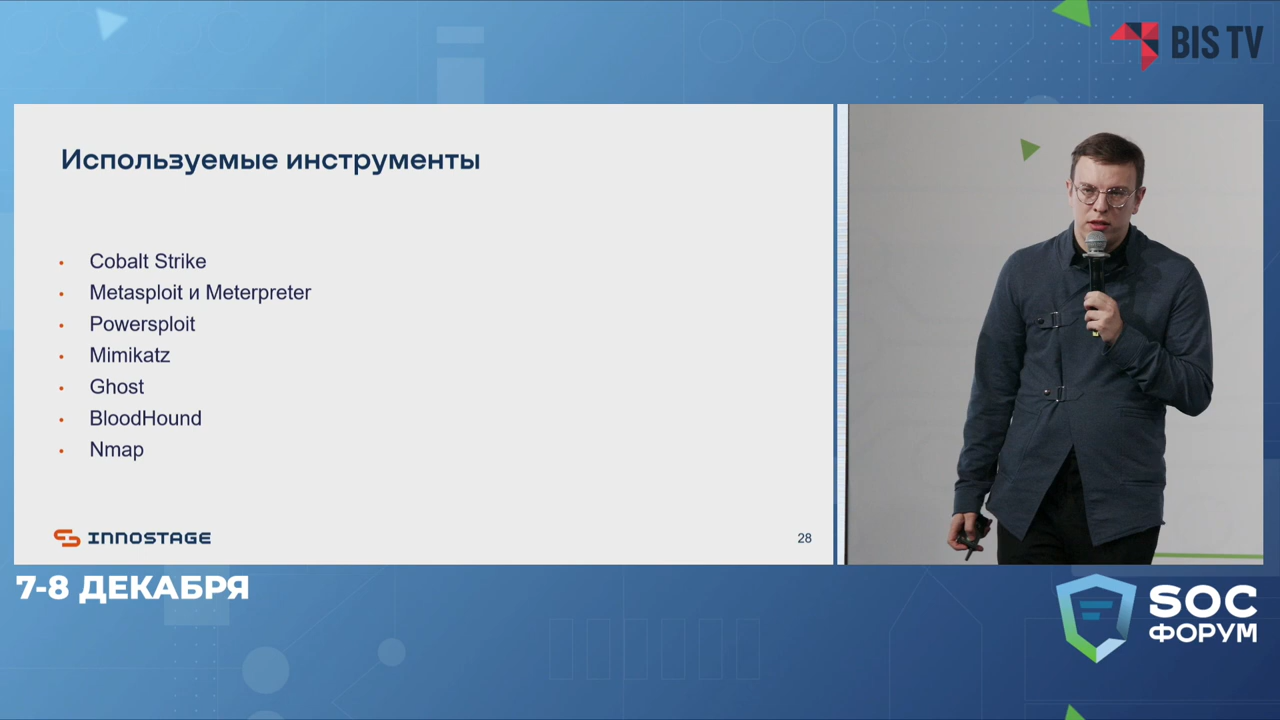 BIS TV
Используемые инструменты
• Cobalt Strike
• Metasploit и Meterpreter
• Powersploit
• Mimikatz
• Ghost
• BloodHound
• Nmap
INNOSTAGE
28
7-8 ДЕКАБРЯ
SOC
ФОРУМ